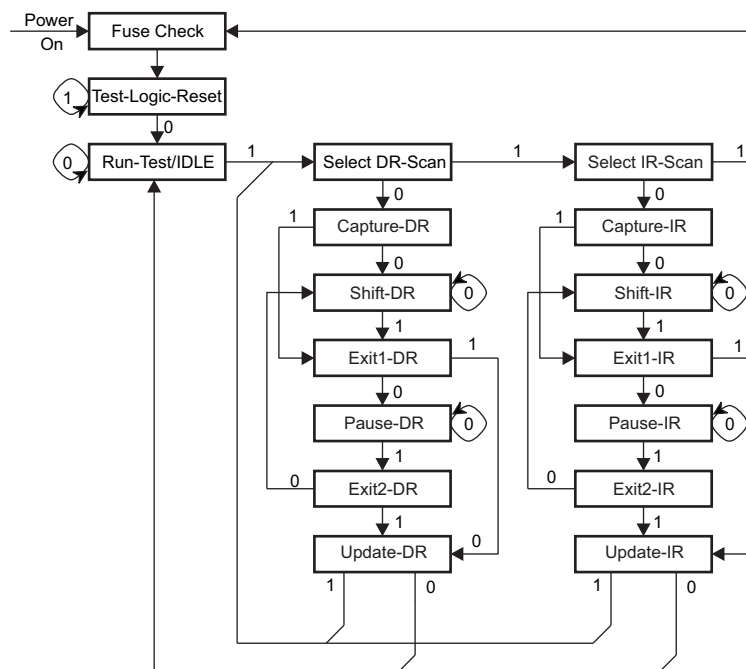 Power
On
Fuse Check
1
Test-Logic-Reset
0
0
Run-Test/IDLE
1
Select DR-Scan
1
Select IR-Scan
1
0
0
1
Capture-DR
1
Capture-IR
0
0
Shift-DR
0
Shift-IR
0
1
1
Exit1-DR
1
Exit1-IR
1
0
0
Pause-DR
0
Pause-IR
0
1
1
0
Exit2-DR
0
Exit2-IR
1
1
0
Update-DR
Update-IR
1
0
1
0